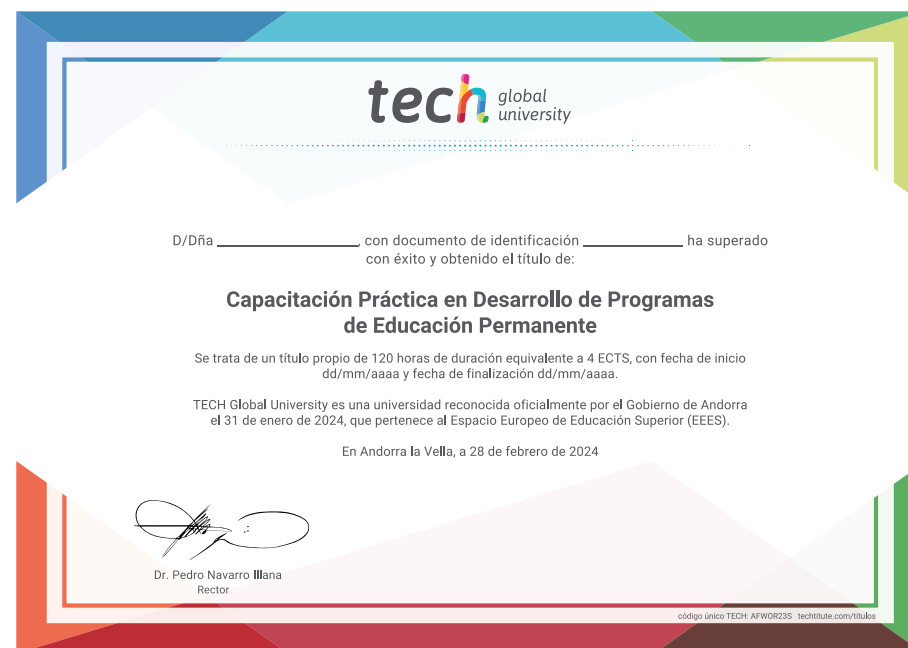 tech global
university
D/Dña ____________________, con documento de identificación ______________ ha superado
con éxito y obtenido el título de:
Capacitación Práctica en Desarrollo de Programas
de Educación Permanente
Se trata de un título propio de 120 horas de duración equivalente a 4 ECTS, con fecha de inicio
dd/mm/aaaa y fecha de finalización dd/mm/aaaa.
TECH Global University es una universidad reconocida oficialmente por el Gobierno de Andorra
el 31 de enero de 2024, que pertenece al Espacio Europeo de Educación Superior (EEES).
En Andorra la Vella, a 28 de febrero de 2024
Dr. Pedro Navarro Illana
Rector
código único TECH: AFWOR23S techtitute.com/titulos